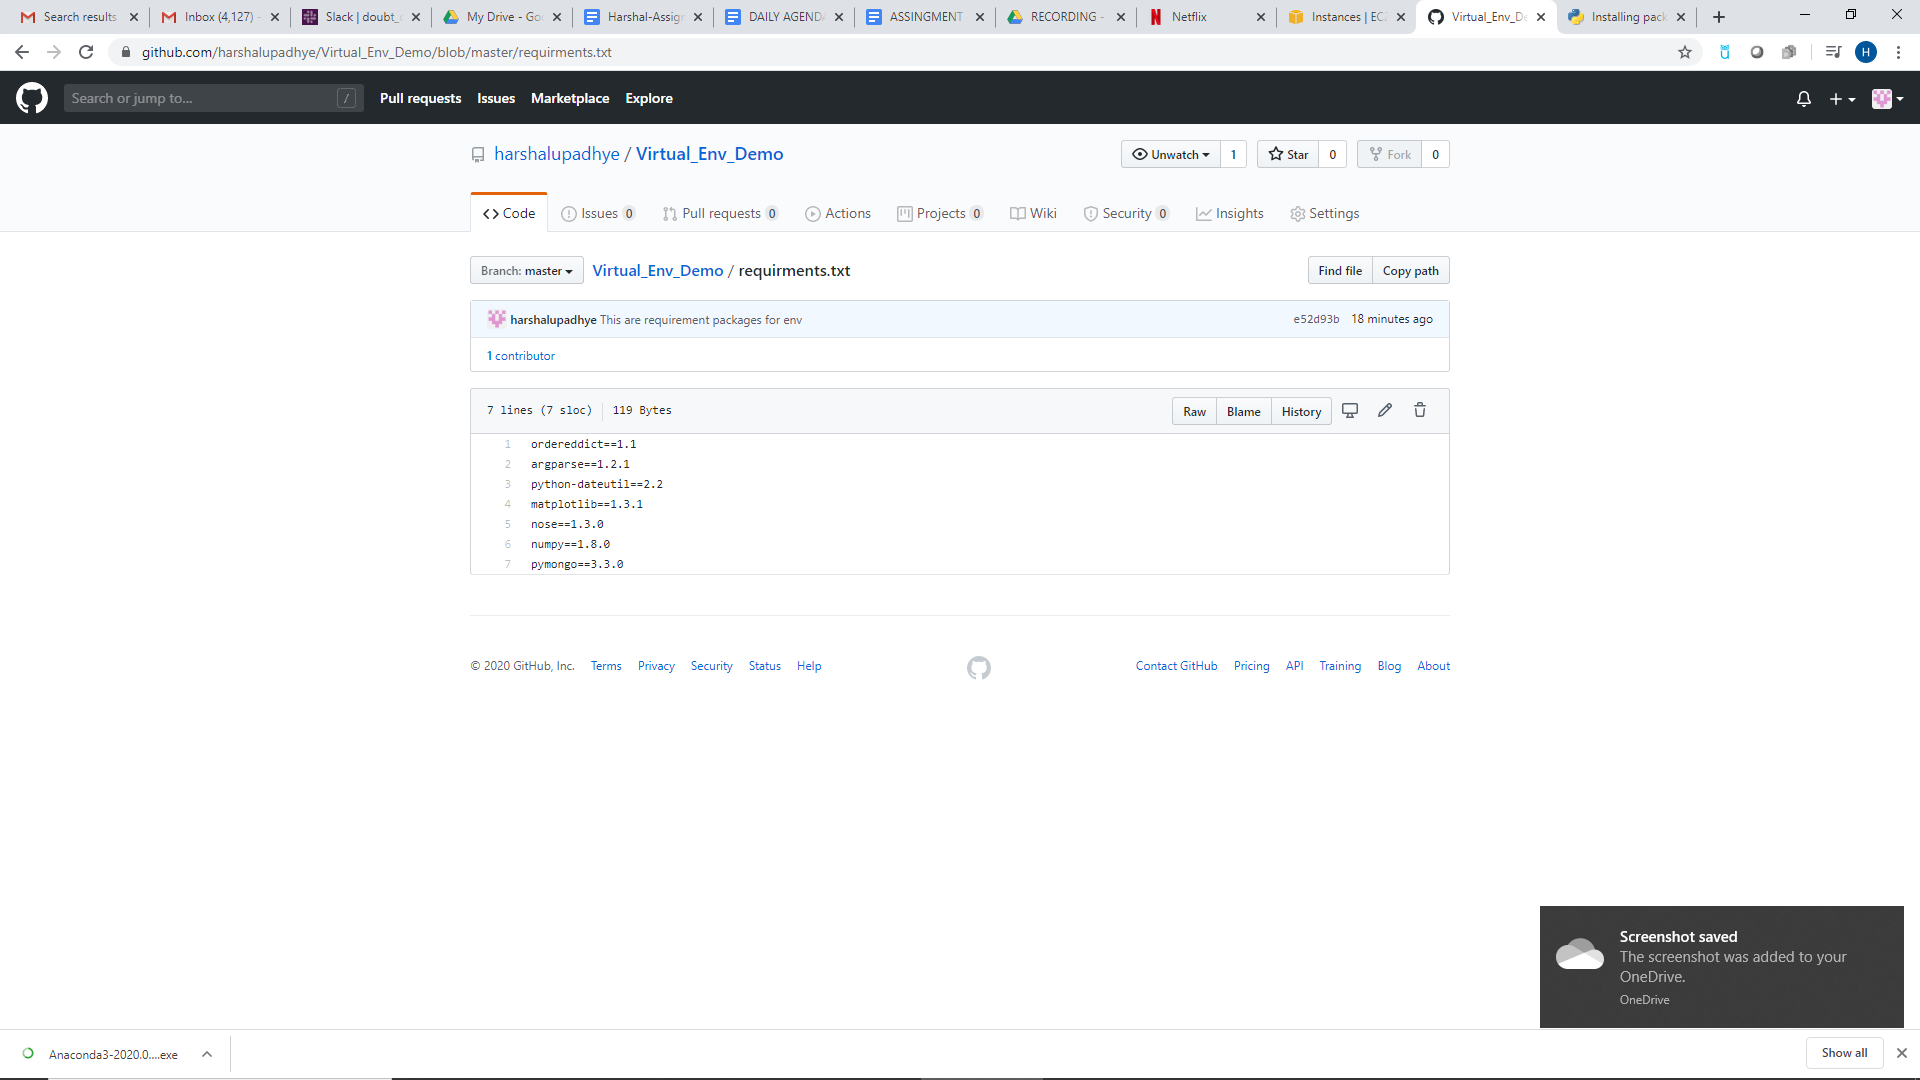 Search results
Inbox (4,127) -
Slack | doubt_c
My Drive - Goo
Harshal-Assign
DAILY AGENDA
ASSINGMENT
RECORDING -
Netflix
Instances | EC2
Virtual_Env_De
Installing pack
github.com/harshalupadhye/Virtual_Env_Demo/blob/master/requirments.txt
H
Search or jump to...
/
Pull requests
Issues
Marketplace
Explore
harshalupadhye / Virtual_Env_Demo
Unwatch 1
Star 0
Fork 0
Code
Issues 0
Pull requests 0
Actions
Projects 0
Wiki
Security 0
Insights
Settings
Branch: master
Virtual_Env_Demo / requirments.txt
Find file
Copy path
harshalupadhye This are requirement packages for env
e52d93b 18 minutes ago
1 contributor
7 lines (7 sloc) 119 Bytes
Raw
Blame
History
1 ordereddict==1.1
2 argparse==1.2.1
3 python-dateutil==2.2
4 matplotlib==1.3.1
5 nose==1.3.0
6 numpy==1.8.0
7 pymongo==3.3.0
© 2020 GitHub, Inc.
Terms
Privacy
Security
Status
Help
Contact GitHub
Pricing
API
Training
Blog
About
Screenshot saved
The screenshot was added to your
OneDrive.
OneDrive
Anaconda3-2020.0....exe
Show all